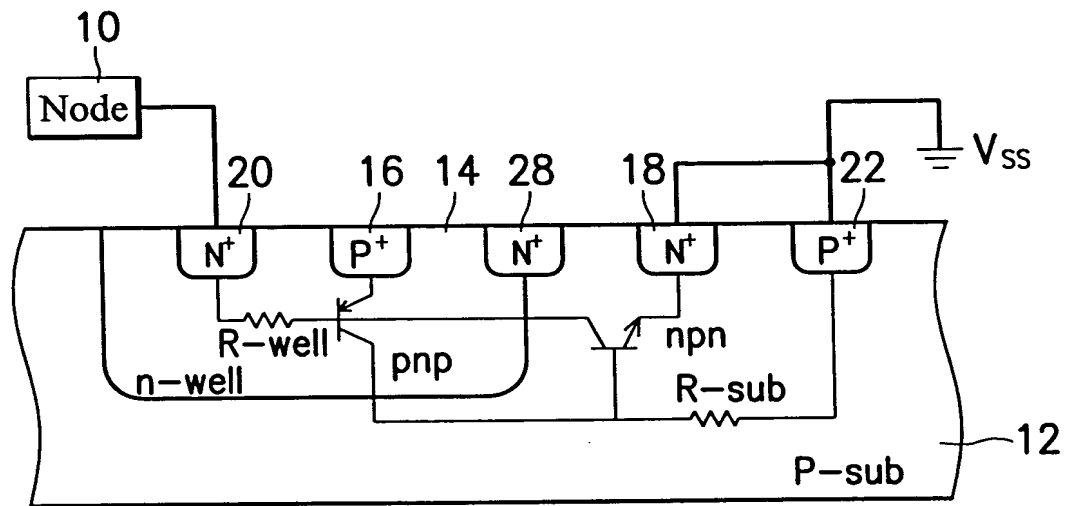 10
Node
V_SS
20 16 14 28 18 22
N⁺ P⁺ N⁺ N⁺ P⁺
R-well
pnp
npn
n-well
R-sub
12
P-sub